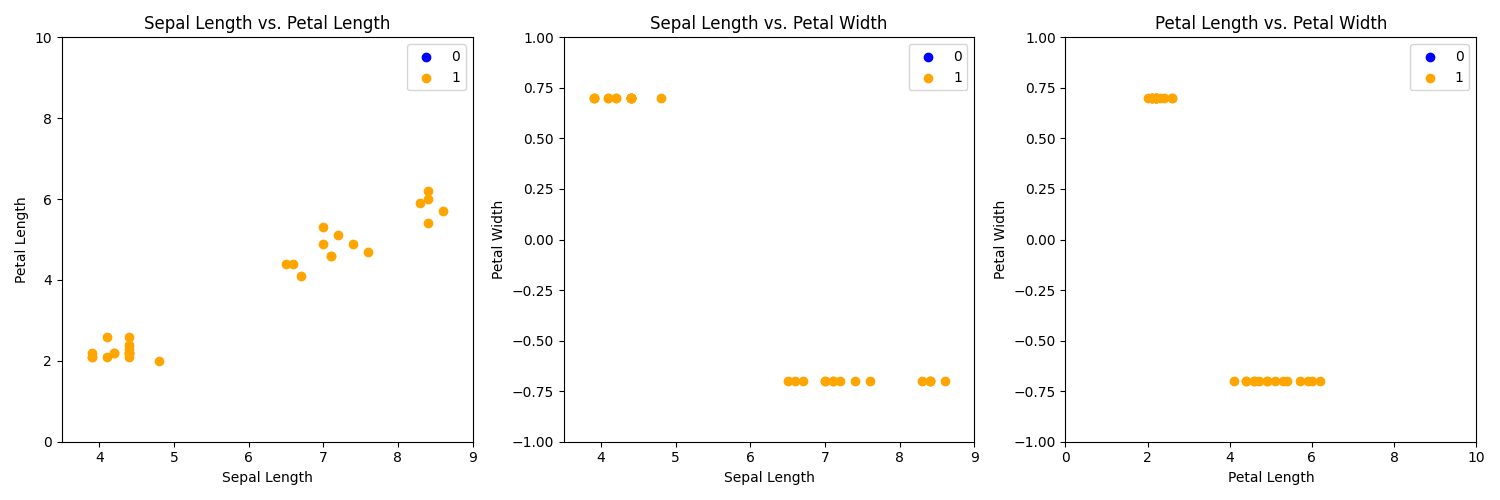 Sepal Length vs. Petal Length
10
8
6
4
2
0
Petal Length
0
1
4 5 6 7 8 9
Sepal Length
Sepal Length vs. Petal Width
1.00
0.75
0.50
0.25
0.00
−0.25
−0.50
−0.75
−1.00
Petal Width
0
1
4 5 6 7 8 9
Sepal Length
Petal Length vs. Petal Width
1.00
0.75
0.50
0.25
0.00
−0.25
−0.50
−0.75
−1.00
Petal Width
0
1
0 2 4 6 8 10
Petal Length